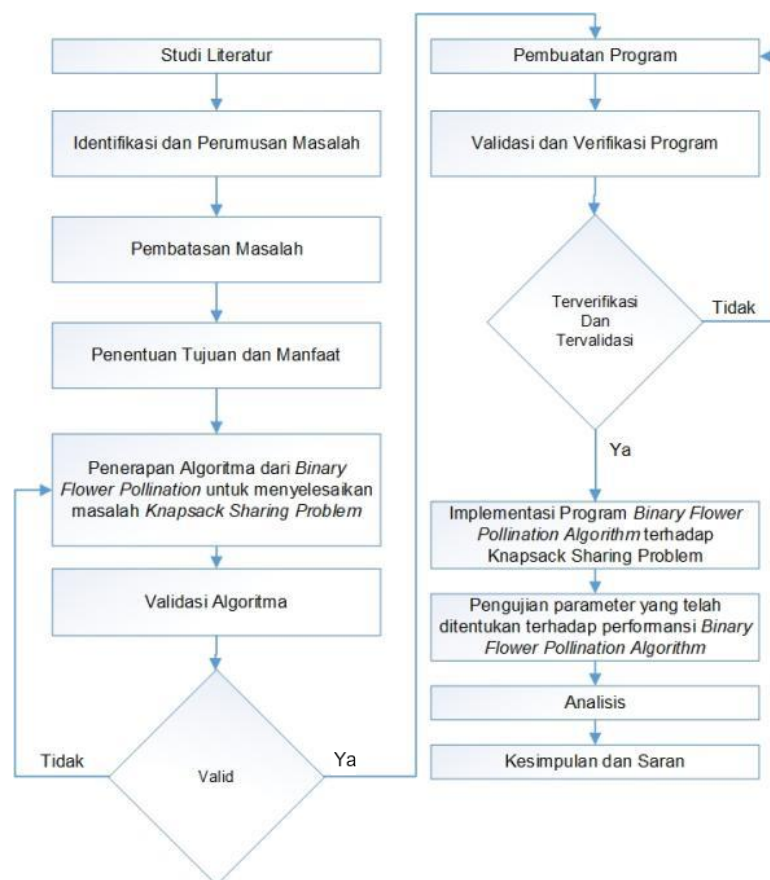 Studi Literatur
Identifikasi dan Perumusan Masalah
Pembatasan Masalah
Penentuan Tujuan dan Manfaat
Penerapan Algoritma dari Binary
Flower Pollination untuk menyelesaikan
masalah Knapsack Sharing Problem
Validasi Algoritma
Tidak
Valid
Ya
Pembuatan Program
Validasi dan Verifikasi Program
Terverifikasi
Dan
Tervalidasi
Tidak
Ya
Implementasi Program Binary Flower
Pollination Algorithm terhadap
Knapsack Sharing Problem
Pengujian parameter yang telah
ditentukan terhadap performansi Binary
Flower Pollination Algorithm
Analisis
Kesimpulan dan Saran